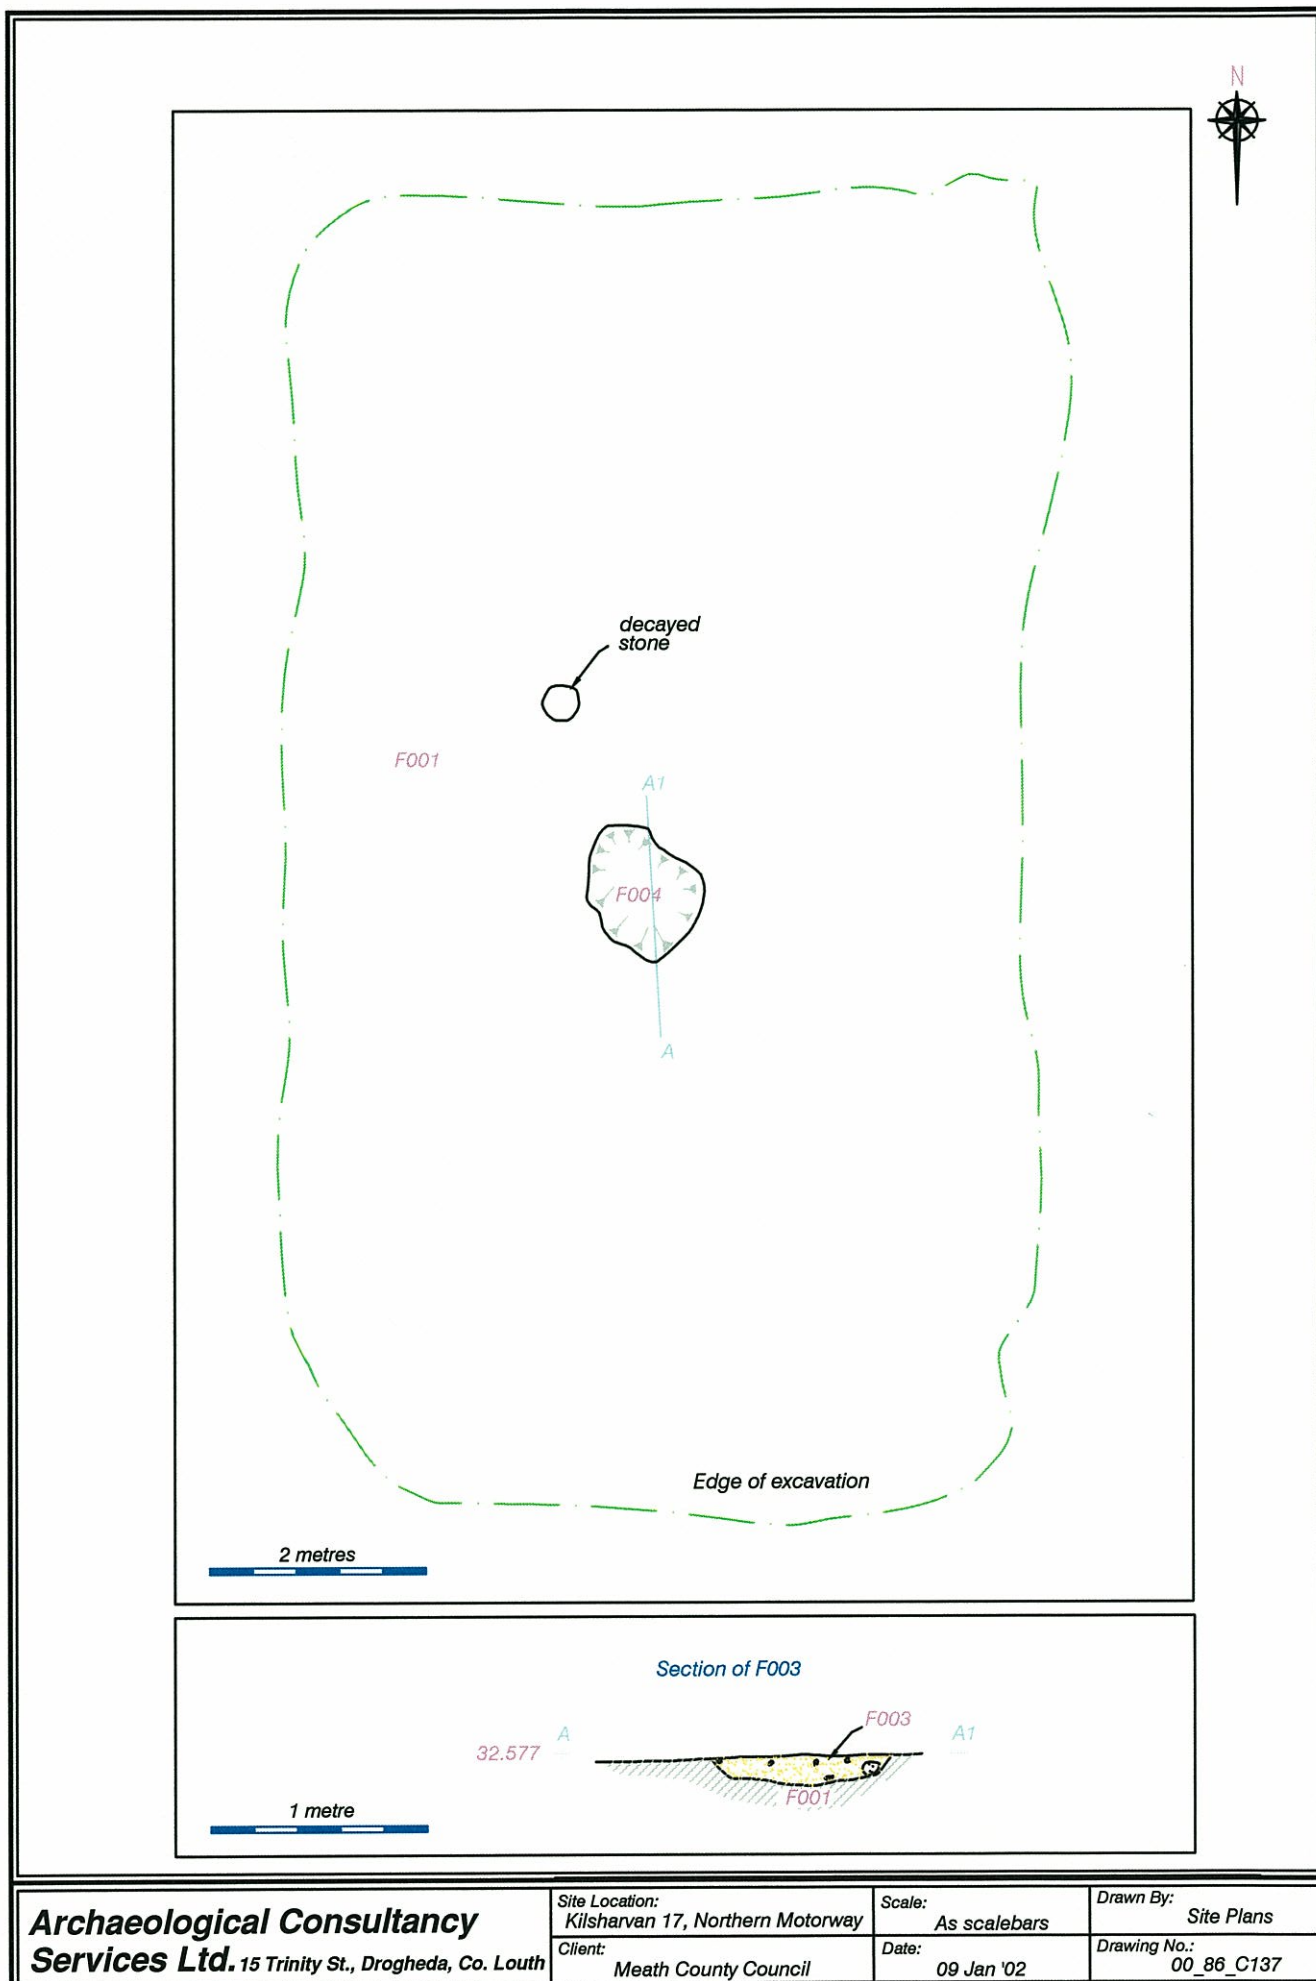 N
decayed
stone
F001
A1
F004
A
Edge of excavation
2 metres
Section of F003
F003
A
A1
32.577
F001
1 metre
Archaeological Consultancy
Services Ltd. 15 Trinity St., Drogheda, Co. Louth
Site Location:
Kilsharvan 17, Northern Motorway
Scale:
As scalebars
Drawn By:
Site Plans
Client:
Meath County Council
Date:
09 Jan '02
Drawing No.:
00_86_C137